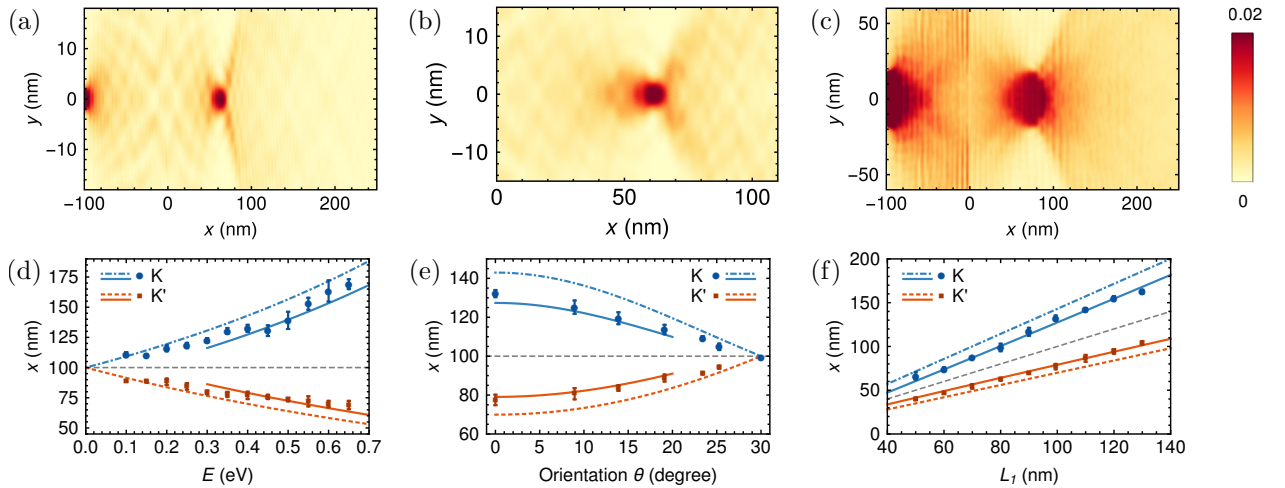 (a)
y (nm)
10
0
−10
−100
0
100
200
x (nm)
(b)
y (nm)
10
0
−10
0
50
100
x (nm)
(c)
y (nm)
50
0
−50
−100
0
100
200
x (nm)
0.02
0
(d)
x (nm)
175
150
125
100
75
50
K
K'
0.0 0.1 0.2 0.3 0.4 0.5 0.6 0.7
E (eV)
(e)
x (nm)
140
120
100
80
60
K
K'
0 5 10 15 20 25 30
Orientation θ (degree)
(f)
x (nm)
200
150
100
50
0
K
K'
40 60 80 100 120 140
L1 (nm)